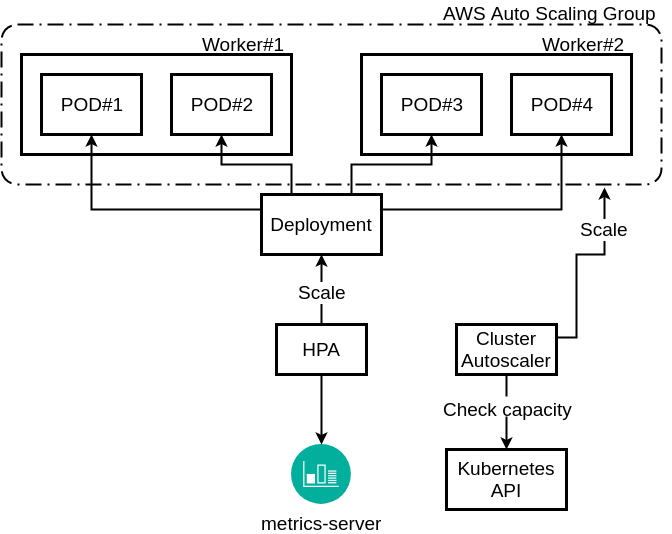 AWS Auto Scaling Group
Worker#1
Worker#2
POD#1
POD#2
POD#3
POD#4
Deployment
Scale
Scale
HPA
Cluster
Autoscaler
Check capacity
Kubernetes
API
metrics-server